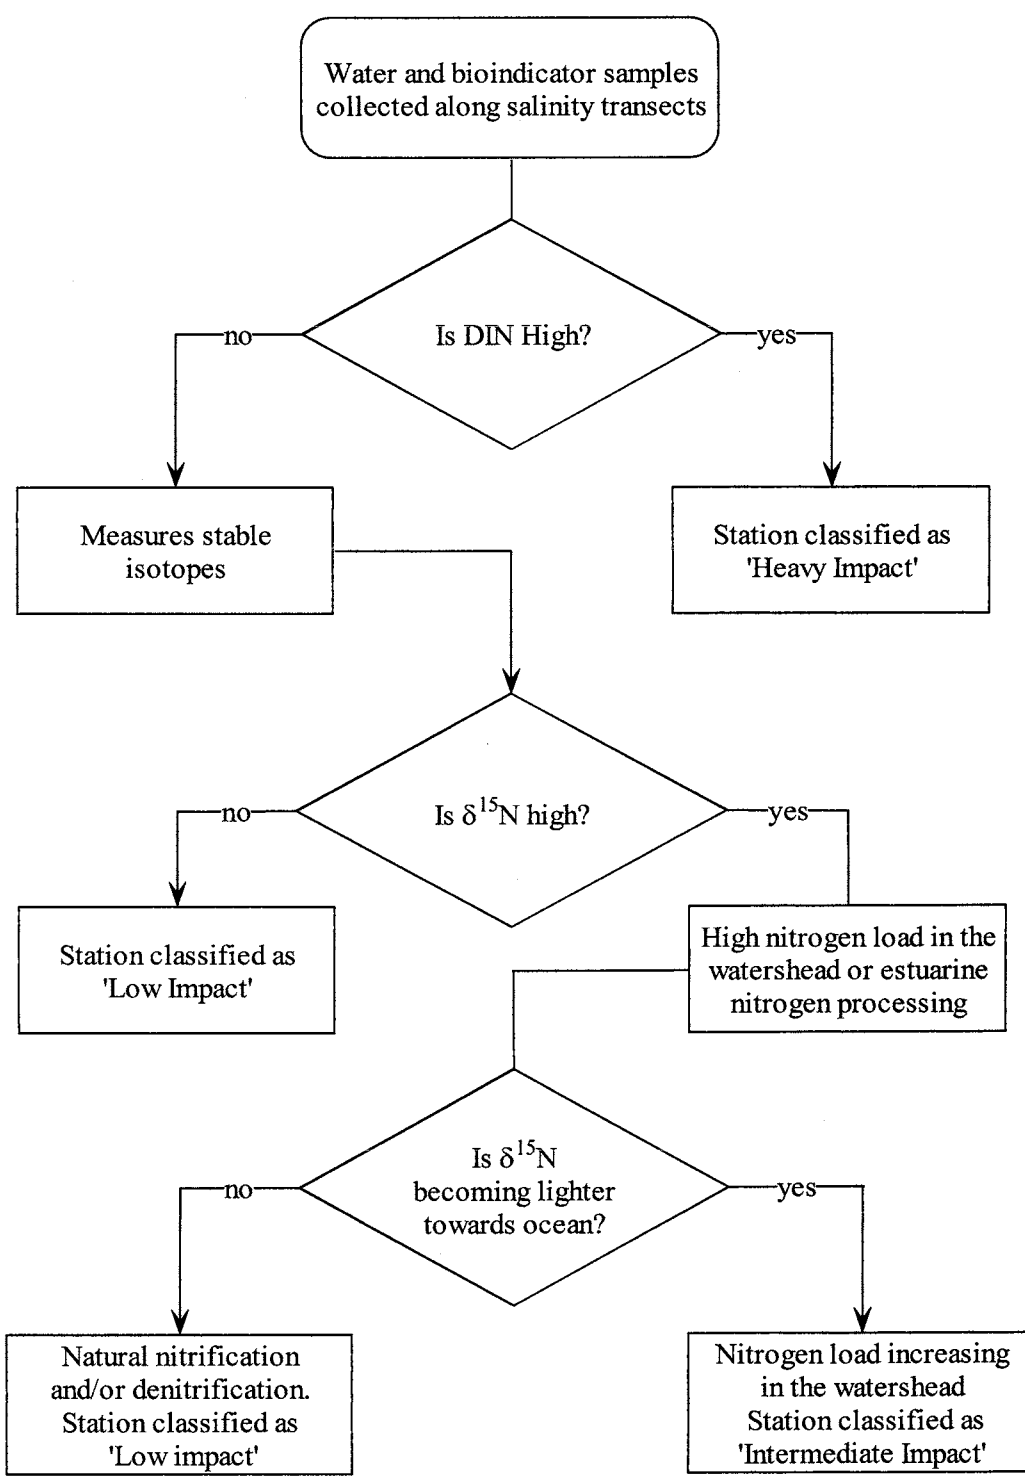 Water and bioindicator samples
collected along salinity transects
Is DIN High?
no
yes
Measures stable
isotopes
Station classified as
'Heavy Impact'
Is δ¹⁵N high?
no
yes
Station classified as
'Low Impact'
High nitrogen load in the
watershead or estuarine
nitrogen processing
Is δ¹⁵N
becoming lighter
towards ocean?
no
yes
Natural nitrification
and/or denitrification.
Station classified as
'Low impact'
Nitrogen load increasing
in the watershead
Station classified as
'Intermediate Impact'